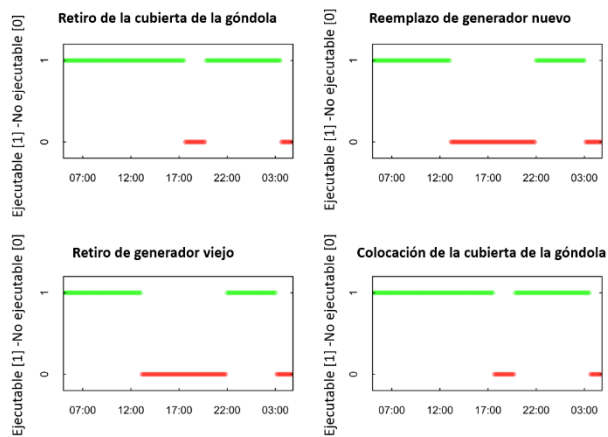 Retiro de la cubierta de la góndola
Ejecutable [1] -No ejecutable [0]
1
0
07:00 12:00 17:00 22:00 03:00
Reemplazo de generador nuevo
Ejecutable [1] -No ejecutable [0]
1
0
07:00 12:00 17:00 22:00 03:00
Retiro de generador viejo
Ejecutable [1] -No ejecutable [0]
1
0
07:00 12:00 17:00 22:00 03:00
Colocación de la cubierta de la góndola
Ejecutable [1] -No ejecutable [0]
1
0
07:00 12:00 17:00 22:00 03:00